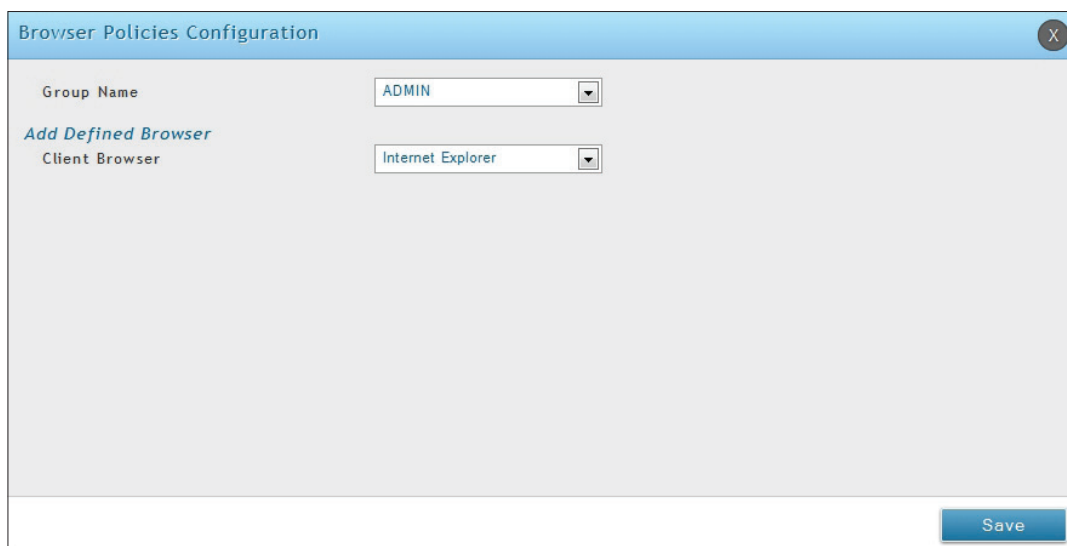 Browser Policies Configuration
X
Group Name
ADMIN
Add Defined Browser
Client Browser
Internet Explorer
Save